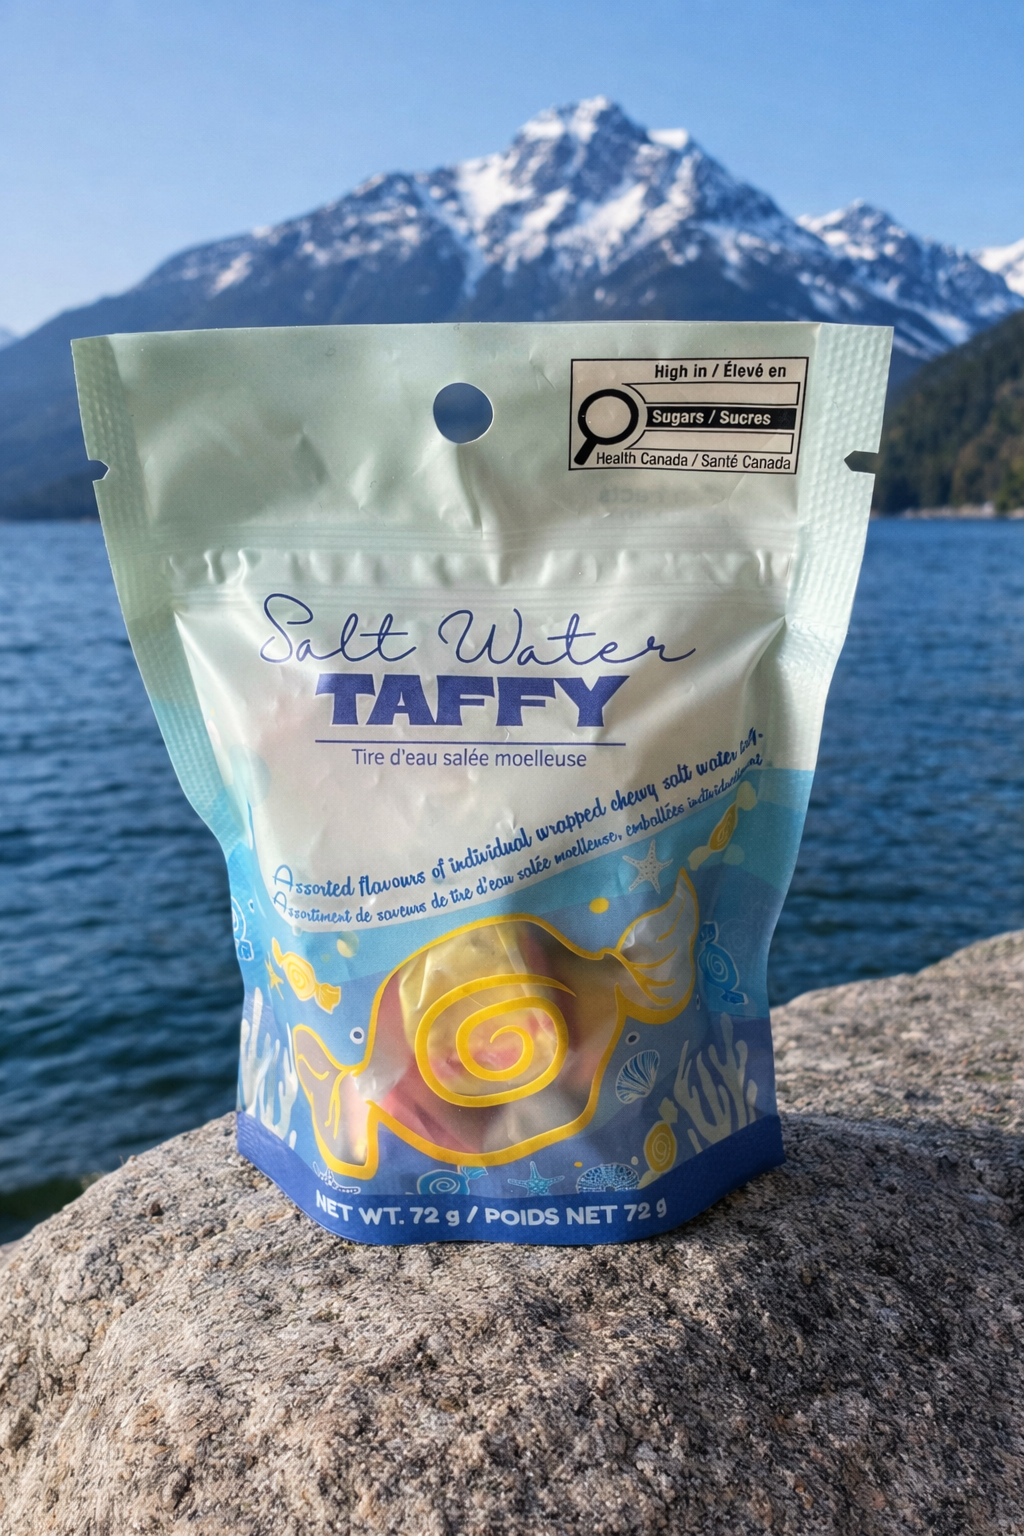 High in / Élevé en
Sugars / Sucres
Health Canada / Santé Canada
Salt Water
TAFFY
Tire d'eau salée moelleuse
Assorted flavours of individual wrapped chewy salt water
Assortiment de saveurs de tire d'eau salée moelleuse, emballées individuellement
NET WT. 72 g / POIDS NET 72 g